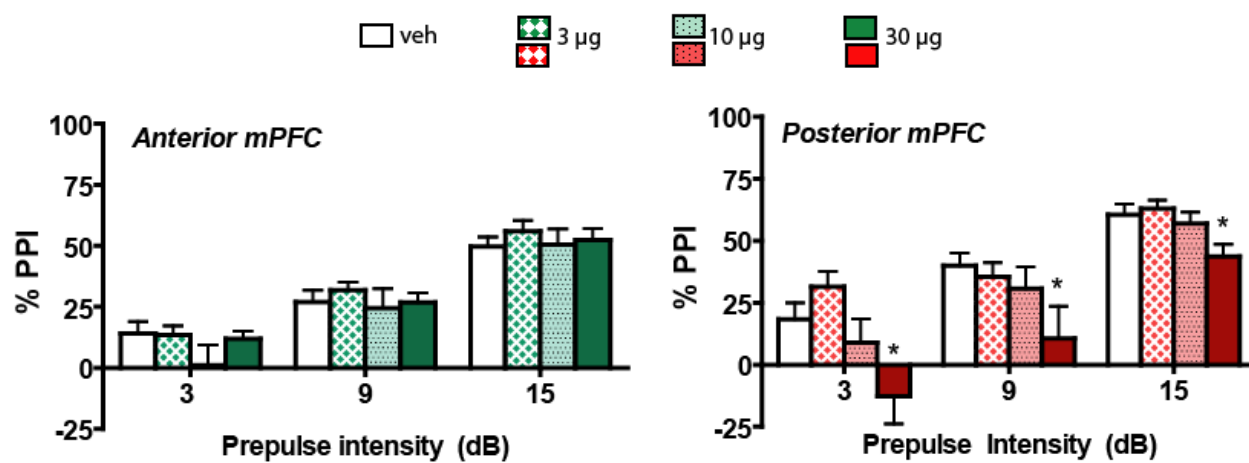 veh 3 µg 10 µg 30 µg
Anterior mPFC
% PPI
100
75
50
25
0
-25
3 9 15
Prepulse intensity (dB)
Posterior mPFC
% PPI
100
75
50
25
0
-25
* * *
3 9 15
Prepulse Intensity (dB)